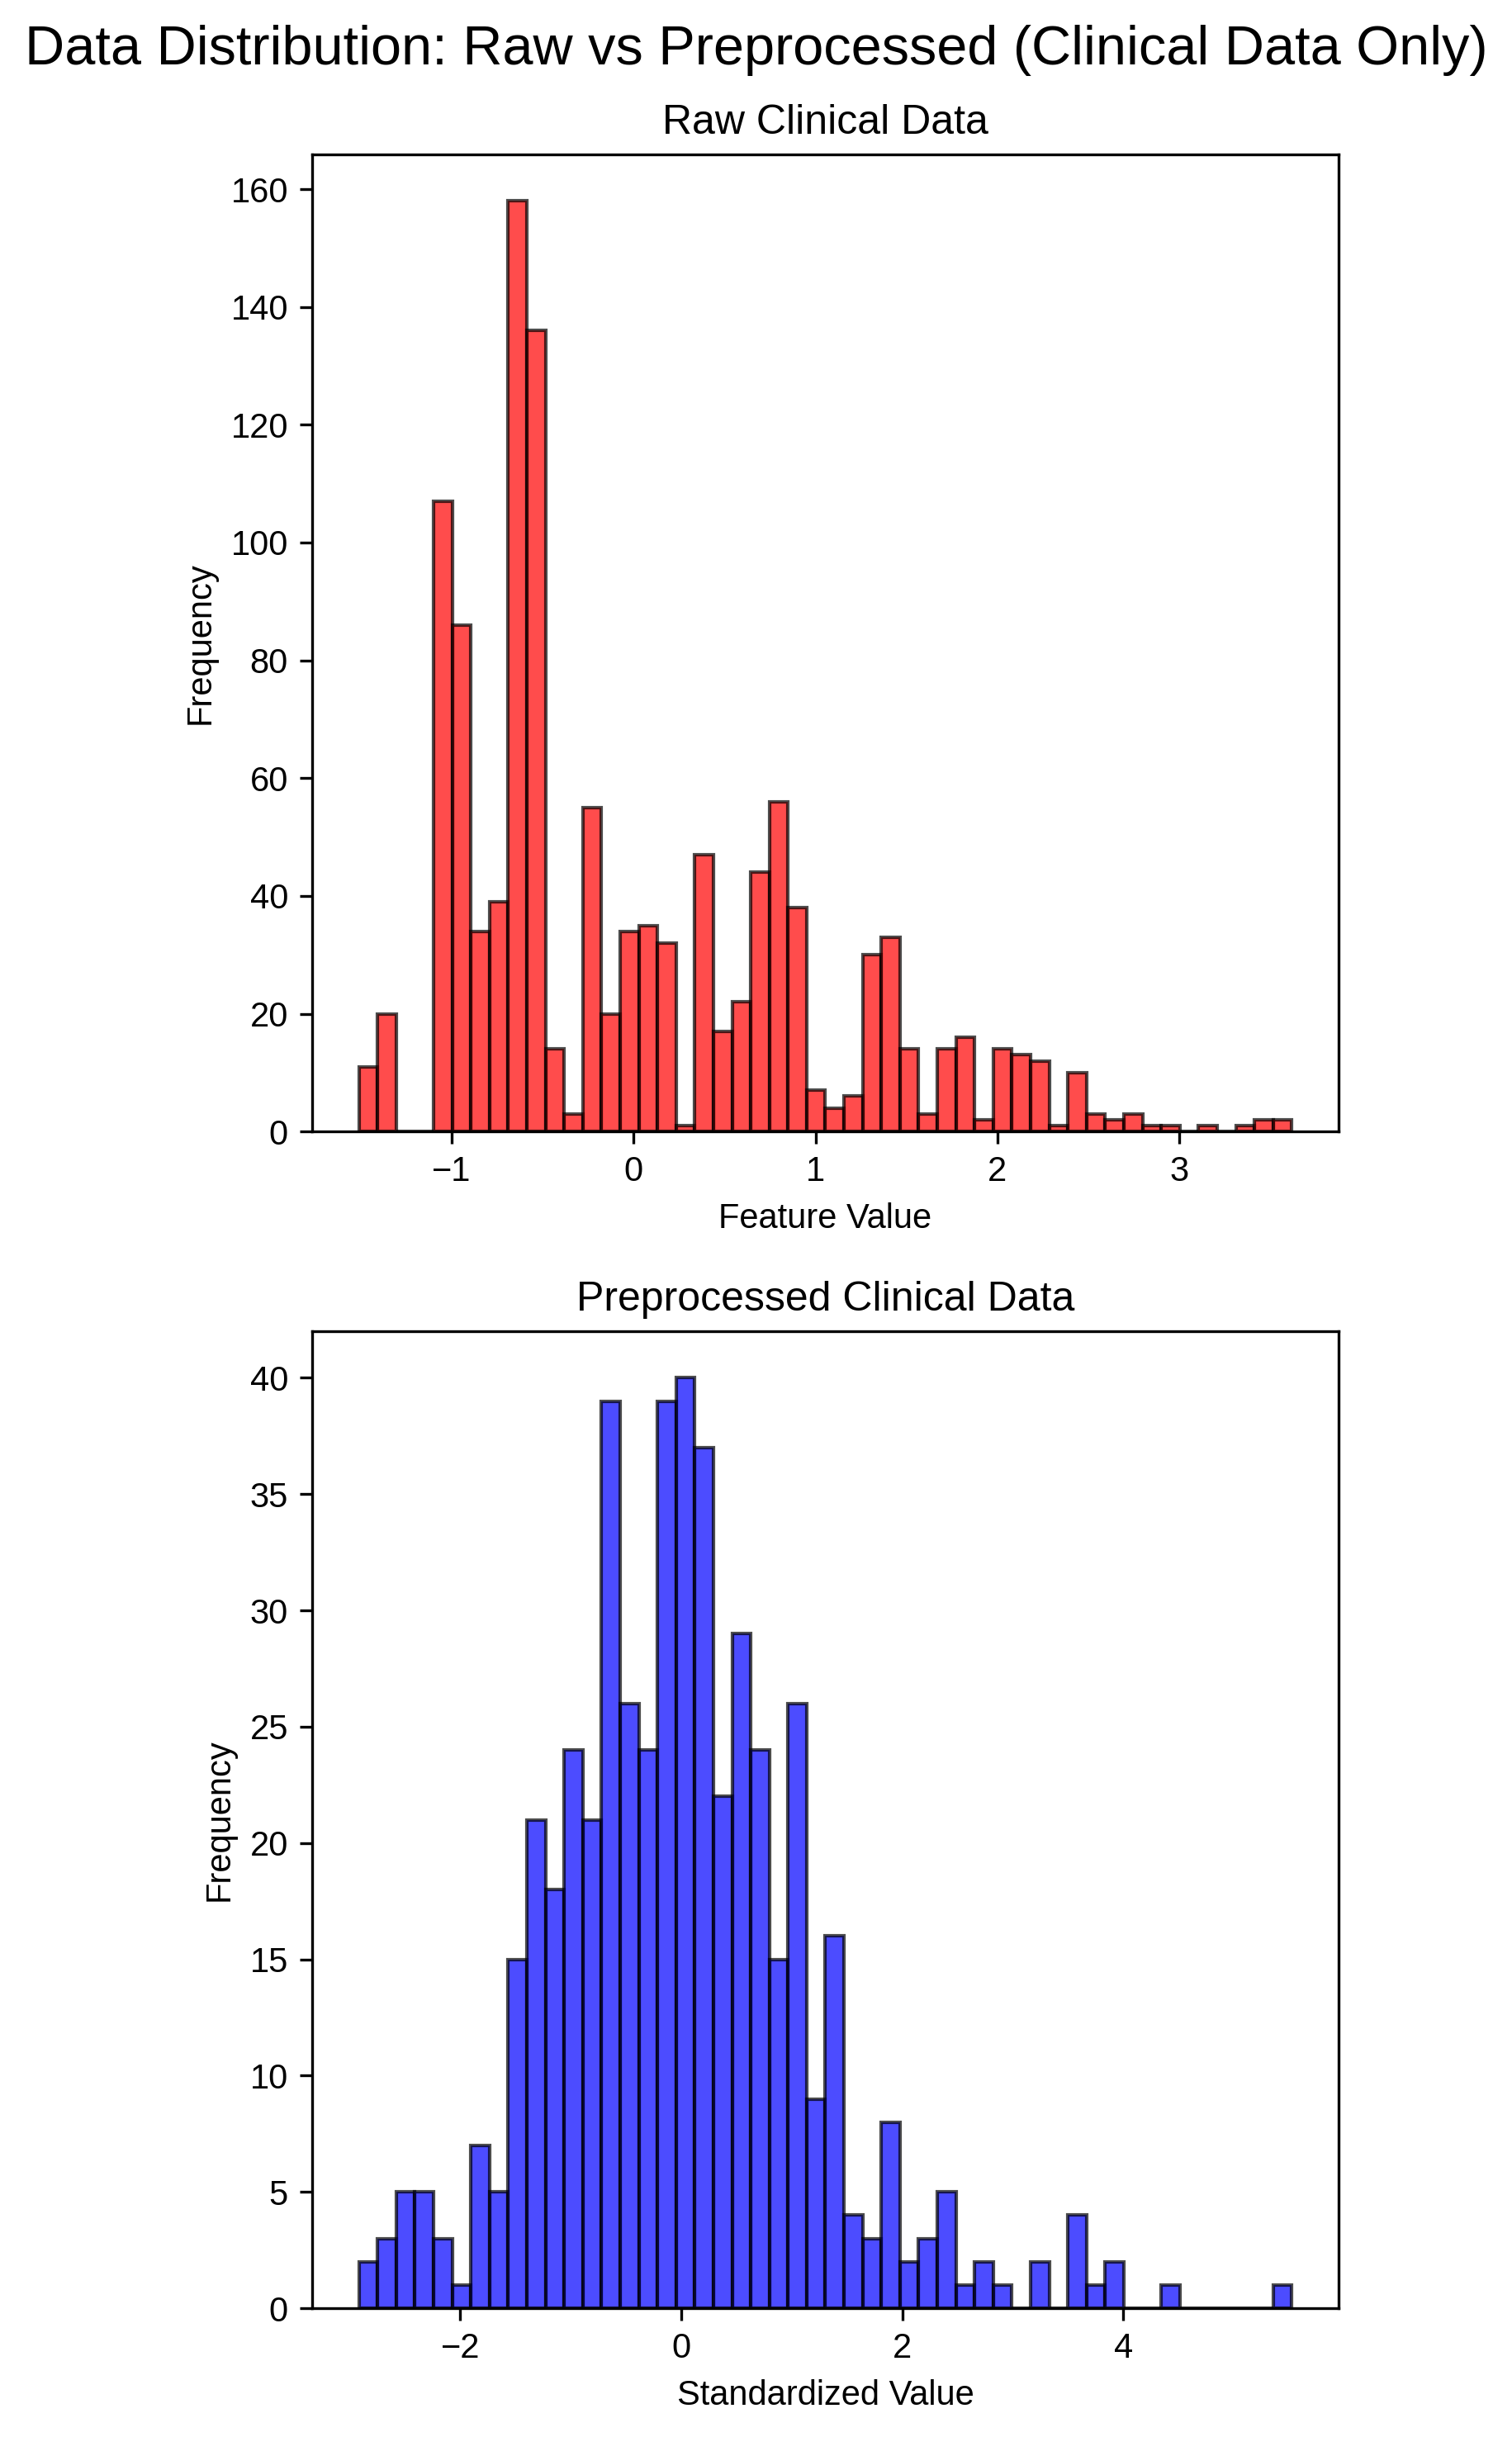 Data Distribution: Raw vs Preprocessed (Clinical Data Only)
Raw Clinical Data
160
140
120
100
80
60
40
20
0
Frequency
−1 0 1 2 3
Feature Value
Preprocessed Clinical Data
40
35
30
25
20
15
10
5
0
Frequency
−2 0 2 4
Standardized Value